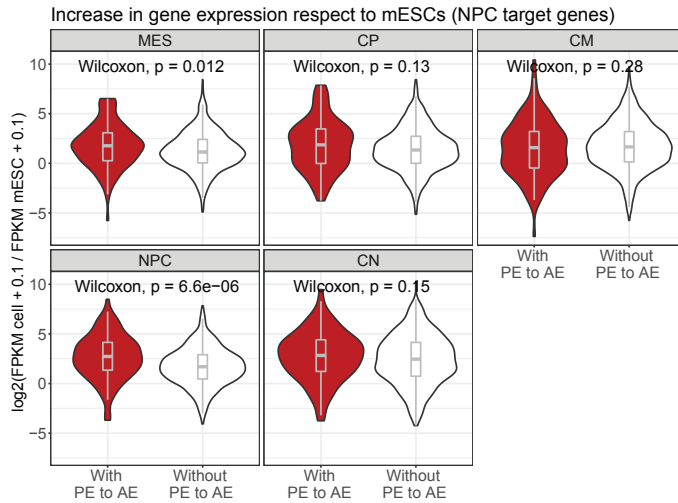 Increase in gene expression respect to mESCs (NPC target genes)
MES
CP
CM
Wilcoxon, p = 0.012
Wilcoxon, p = 0.13
Wilcoxon, p = 0.28
10
5
0
−5
With
PE to AE
Without
PE to AE
NPC
CN
Wilcoxon, p = 6.6e−06
Wilcoxon, p = 0.15
10
5
0
−5
With
PE to AE
Without
PE to AE
With
PE to AE
Without
PE to AE
log2(FPKM cell + 0.1 / FPKM mESC + 0.1)